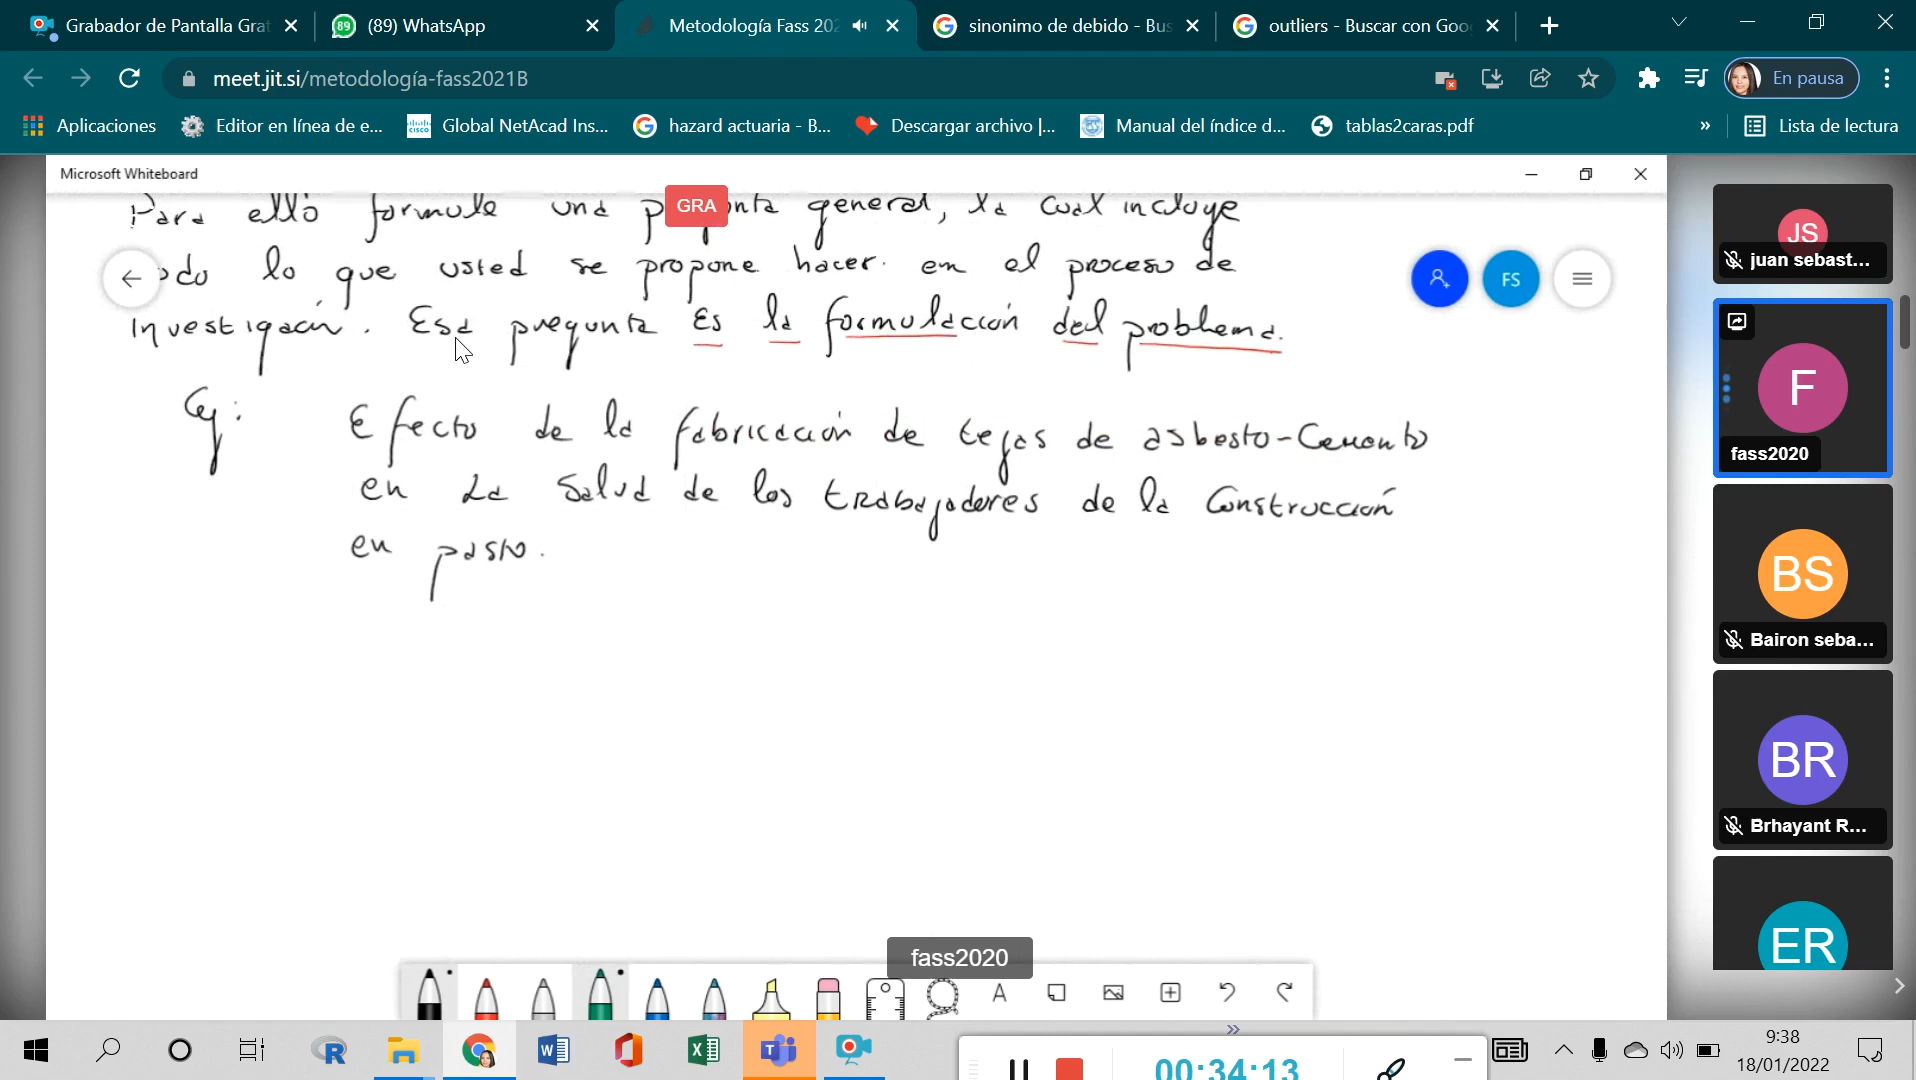 Grabador de Pantalla Grat
(89) WhatsApp
Metodología Fass 202
sinonimo de debido - Bus
outliers - Buscar con Goog
meet.jit.si/metodología-fass2021B
En pausa
Aplicaciones
Editor en línea de e...
Global NetAcad Ins...
hazard actuaria - B...
Descargar archivo |...
Manual del índice d...
tablas2caras.pdf
»
Lista de lectura
Microsoft Whiteboard
Para ello formule una p nta general, la cual incluye
GRA
odo lo que usted se propone hacer en el proceso de
investigación. Esa pregunta es la formulación del problema.
FS
Ej: Efecto de la fabricación de tejas de asbesto-Cemento
en La Salud de los trabajadores de la Construcción
en pasto.
JS
juan sebast...
F
fass2020
BS
Bairon seba...
BR
Brhayant R...
ER
fass2020
A
00:34:13
9:38
18/01/2022